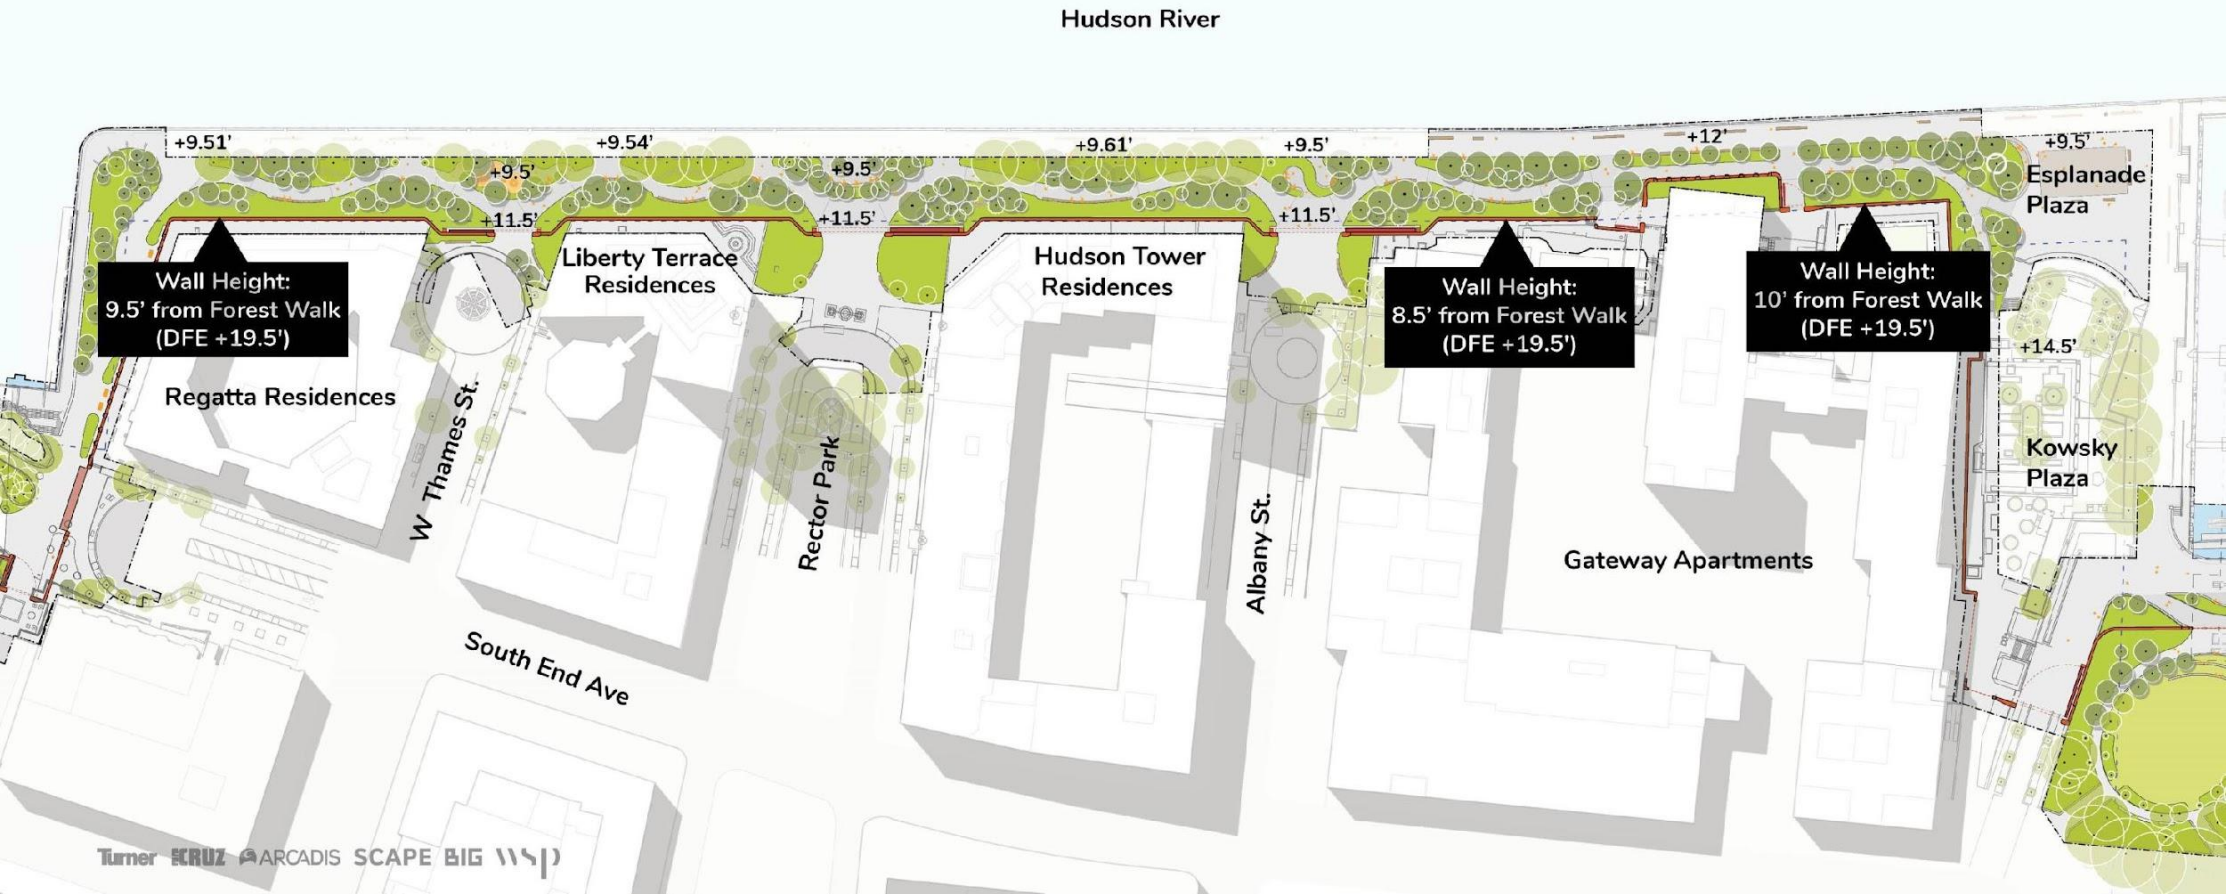 Hudson River
+9.51’
+9.54’
+9.61’
+9.5’
+12’
+9.5’
+9.5’
+9.5’
Esplanade
Plaza
+11.5’
+11.5’
+11.5’
Wall Height:
9.5’ from Forest Walk
(DFE +19.5')
Liberty Terrace
Residences
Hudson Tower
Residences
Wall Height:
8.5’ from Forest Walk
(DFE +19.5')
Wall Height:
10’ from Forest Walk
(DFE +19.5')
+14.5’
Regatta Residences
W Thames St.
Rector Park
Albany St.
Kowsky
Plaza
Gateway Apartments
South End Ave
Turner CRUZ ARCADIS SCAPE BIG WSP